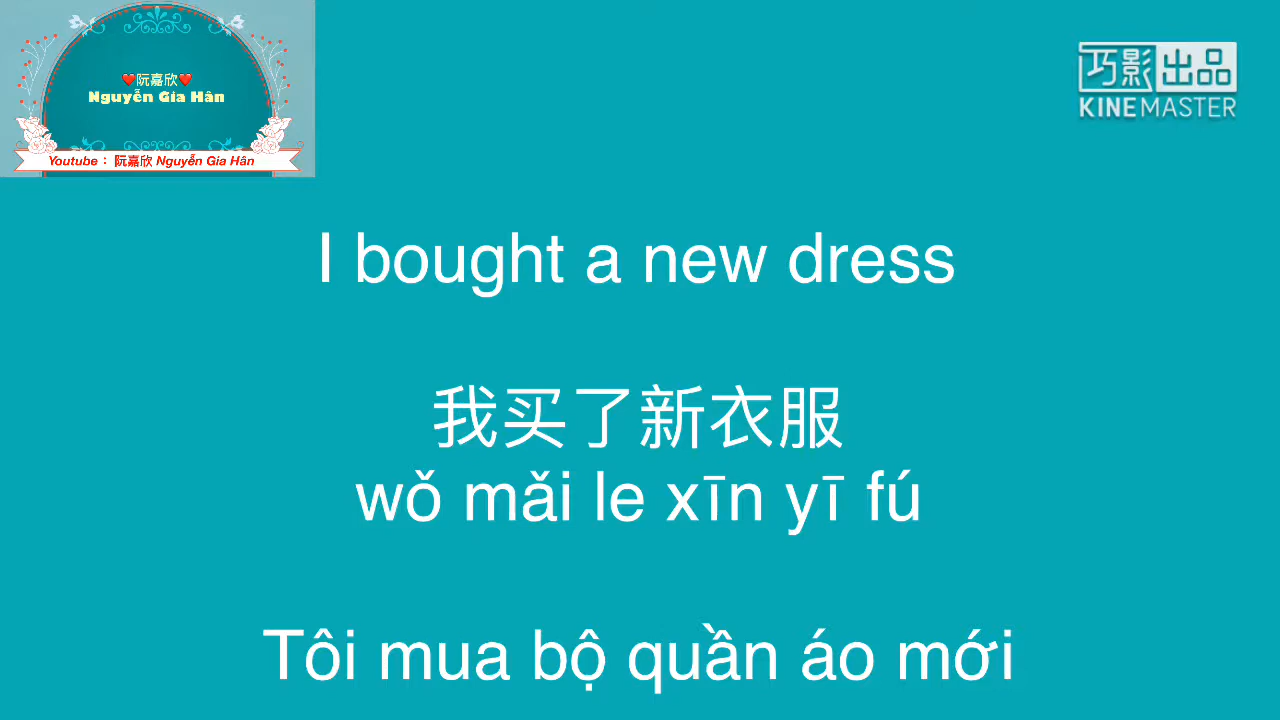 ❤️阮嘉欣❤️
Nguyễn Gia Hân
Youtube： 阮嘉欣 Nguyễn Gia Hân
巧影出品
KINEMASTER
I bought a new dress
我买了新衣服
wǒ mǎi le xīn yī fú
Tôi mua bộ quần áo mới